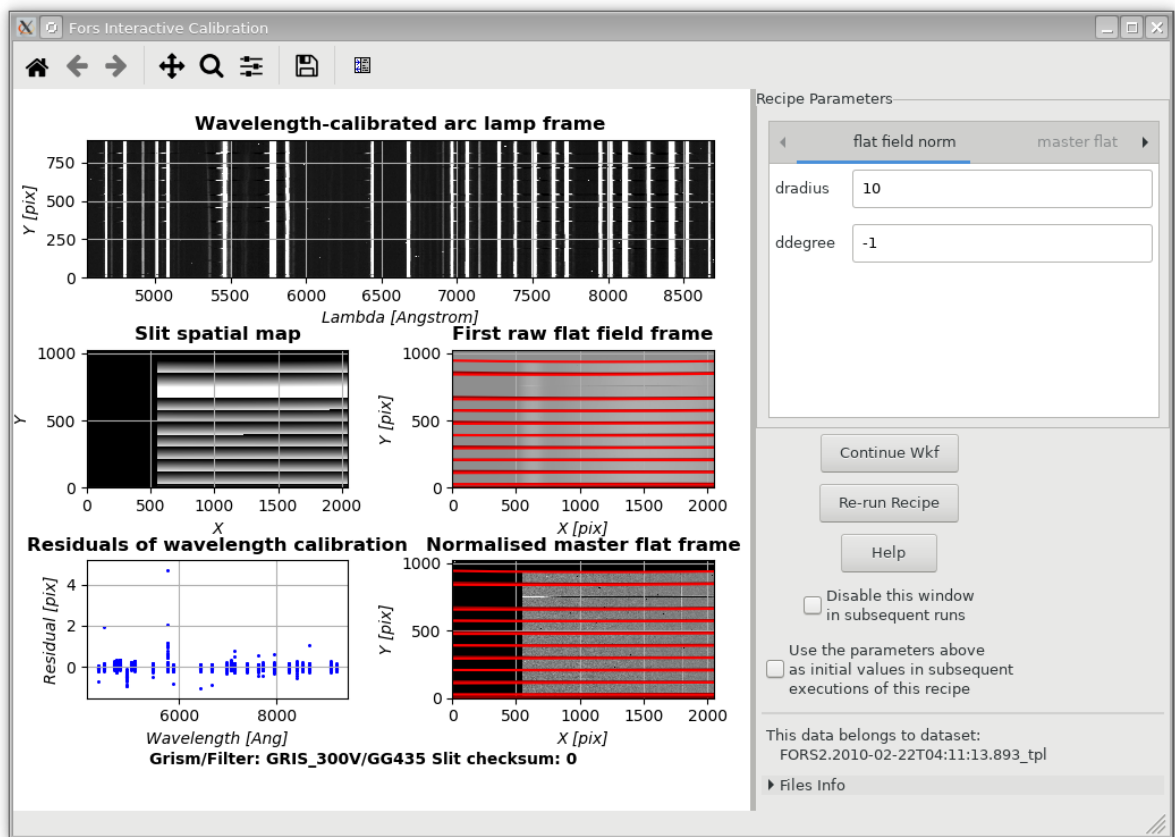 Fors Interactive Calibration
Wavelength-calibrated arc lamp frame
Y [pix]
750
500
250
0
5000 5500 6000 6500 7000 7500 8000 8500
Lambda [Angstrom]
Slit spatial map
Y
1000
500
0
0 500 1000 1500 2000
X
First raw flat field frame
Y [pix]
1000
500
0
0 500 1000 1500 2000
X [pix]
Residuals of wavelength calibration
Residual [pix]
4
2
0
6000 8000
Wavelength [Ang]
Normalised master flat frame
Y [pix]
1000
500
0
0 500 1000 1500 2000
X [pix]
Grism/Filter: GRIS_300V/GG435 Slit checksum: 0
Recipe Parameters
flat field norm master flat
dradius 10
ddegree -1
Continue Wkf
Re-run Recipe
Help
Disable this window
in subsequent runs
Use the parameters above
as initial values in subsequent
executions of this recipe
This data belongs to dataset:
FORS2.2010-02-22T04:11:13.893_tpl
Files Info